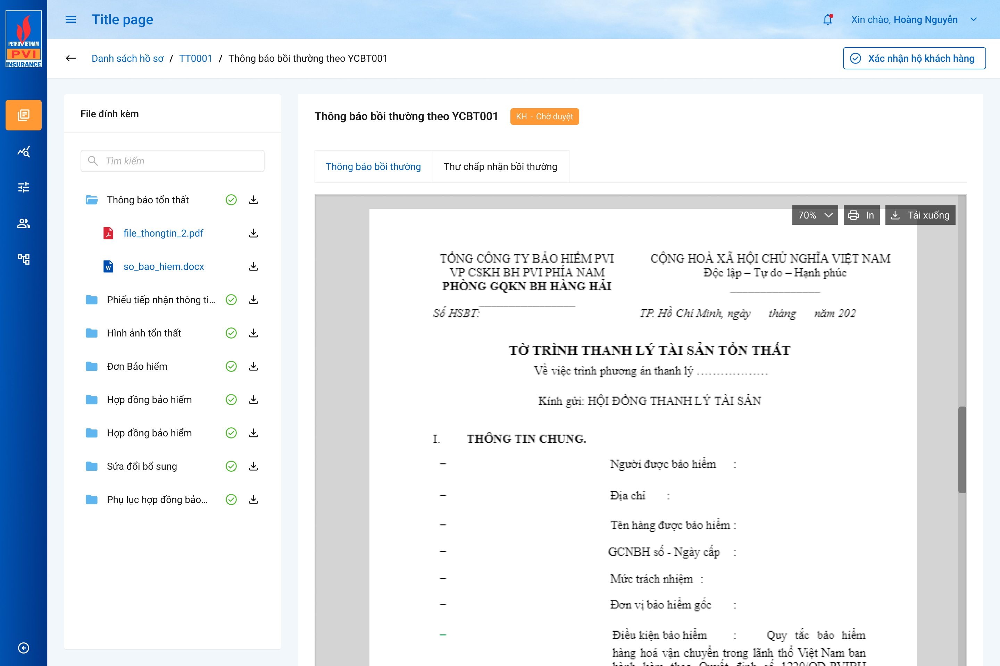 PETROVIETNAM
PVI
INSURANCE
Title page
Xin chào, Hoàng Nguyễn
Danh sách hồ sơ / TT0001 / Thông báo bồi thường theo YCBT001
Xác nhận hộ khách hàng
File đính kèm
Tìm kiếm
Thông báo tổn thất
file_thongtin_2.pdf
so_bao_hiem.docx
Phiếu tiếp nhận thông ti...
Hình ảnh tổn thất
Đơn Bảo hiểm
Hợp đồng bảo hiểm
Hợp đồng bảo hiểm
Sửa đổi bổ sung
Phụ lục hợp đồng bảo...
Thông báo bồi thường theo YCBT001
KH - Chờ duyệt
Thông báo bồi thường
Thư chấp nhận bồi thường
70%
In
Tải xuống
TỔNG CÔNG TY BẢO HIỂM PVI
VP CSKH BH PVI PHÍA NAM
PHÒNG GQKN BH HÀNG HẢI
Số HSBT:
CỘNG HOÀ XÃ HỘI CHỦ NGHĨA VIỆT NAM
Độc lập – Tự do – Hạnh phúc
TP. Hồ Chí Minh, ngày tháng năm 202
TỜ TRÌNH THANH LÝ TÀI SẢN TỔN THẤT
Về việc trình phương án thanh lý ………………
Kính gửi: HỘI ĐỒNG THANH LÝ TÀI SẢN
I. THÔNG TIN CHUNG.
– Người được bảo hiểm :
– Địa chỉ :
– Tên hàng được bảo hiểm :
– GCNBH số - Ngày cấp :
– Mức trách nhiệm :
– Đơn vị bảo hiểm gốc :
– Điều kiện bảo hiểm : Quy tắc bảo hiểm
hàng hoá vận chuyển trong lãnh thổ Việt Nam ban
hành kèm theo Quyết định số 1220/QĐ-PVIBH